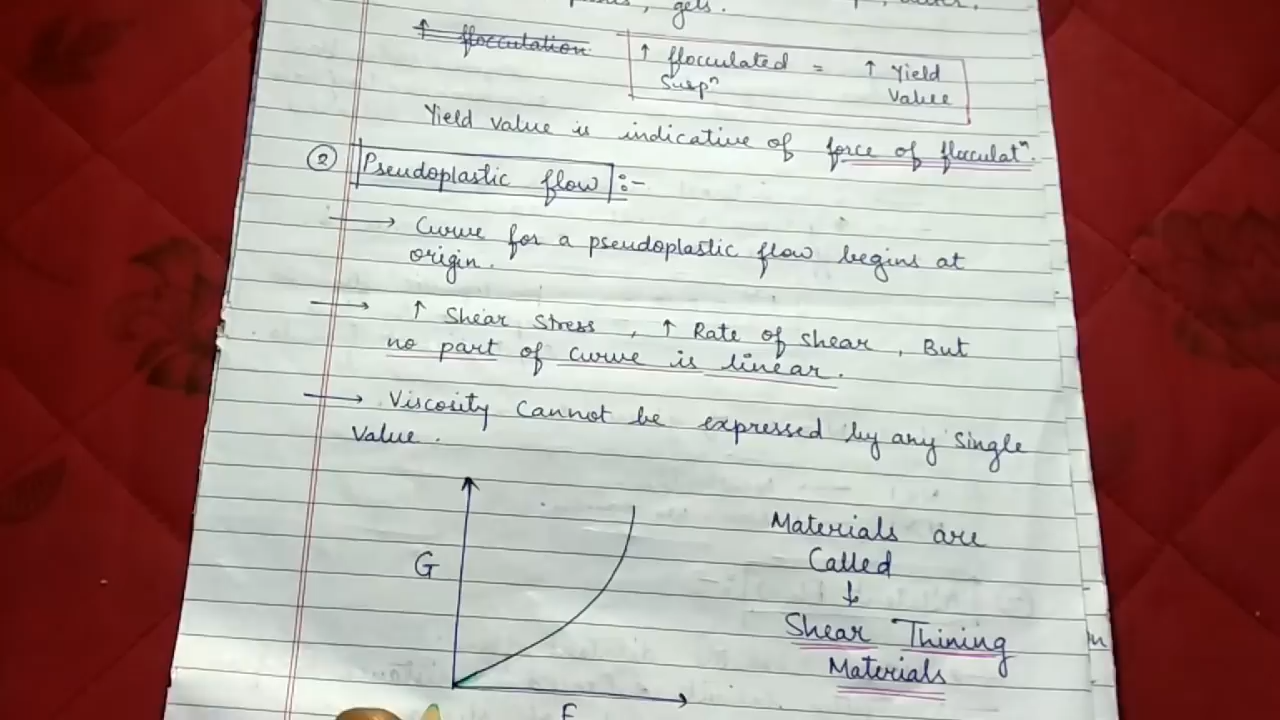 gels.
↑ flocculation
↑ flocculated = ↑ Yield
Suspⁿ Value
Yield value is indicative of force of flocculatⁿ.
② Pseudoplastic flow :-
→ Curve for a pseudoplastic flow begins at
origin.
→ ↑ Shear Stress, ↑ Rate of shear, But
no part of curve is linear.
→ Viscosity Cannot be expressed by any Single
Value.
G
F
Materials are
Called
↓
Shear Thining
Materials